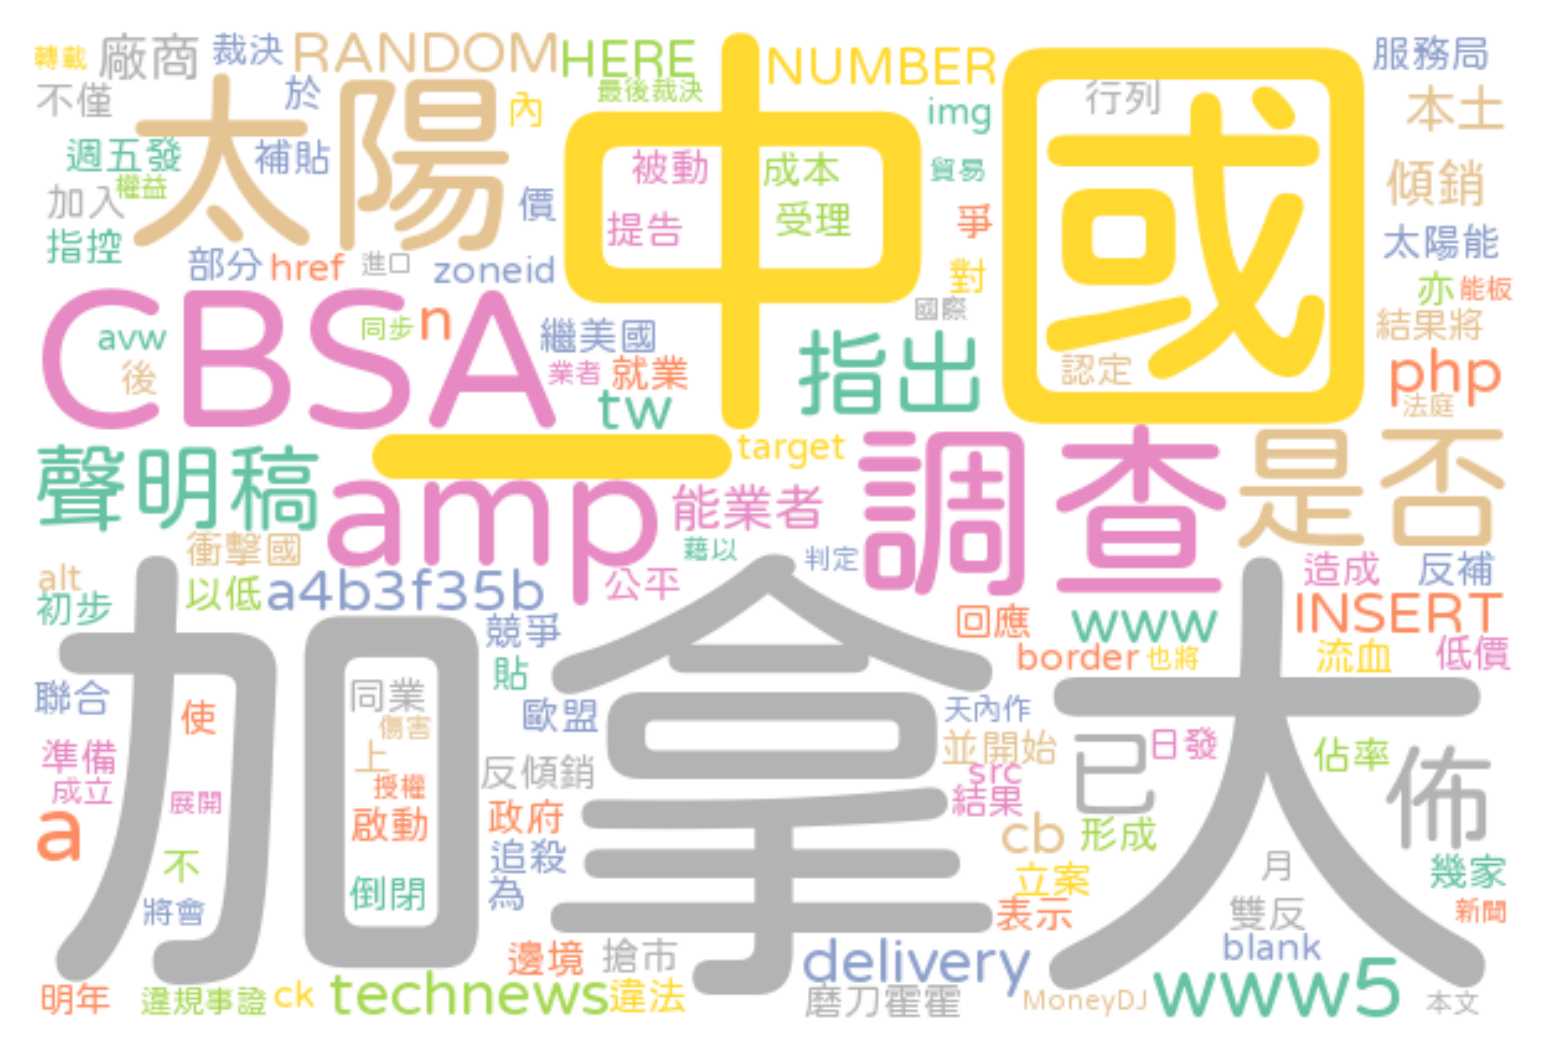 轉載 廠商 裁決 RANDOM HERE NUMBER 服務局
不僅 於 最後裁決 內 img 行列 本土
太陽 中國
週五發 補貼 被動 成本 貿易 傾銷
加入 權益 價 提告 受理 爭
指控 部分 href 進口 zoneid 對 太陽能
CBSA 國際 亦 能板
avw 同步 n 繼美國 指出 結果將
後 業者 就業 認定 php
tw 法庭
一 target 調查 是否
聲明稿 amp 能業者
衝擊國 藉以 判定
alt 以低 a4b3f35b 公平 造成 反補
初步 競爭 回應 www INSERT
加拿大
貼 border 也將 流血 低價
聯合 使 同業 歐盟 天內作
傷害 並開始 已 日發 佔率 佈
準備 上 反傾銷 src
成立 展開 授權 結果
a 啟動 政府 cb 形成
不 追殺 立案 月 幾家
將會 倒閉 為 表示 雙反 新聞
邊境 搶市 delivery blank
明年 違規事證 ck technews 違法 磨刀霍霍 MoneyDJ www5 本文